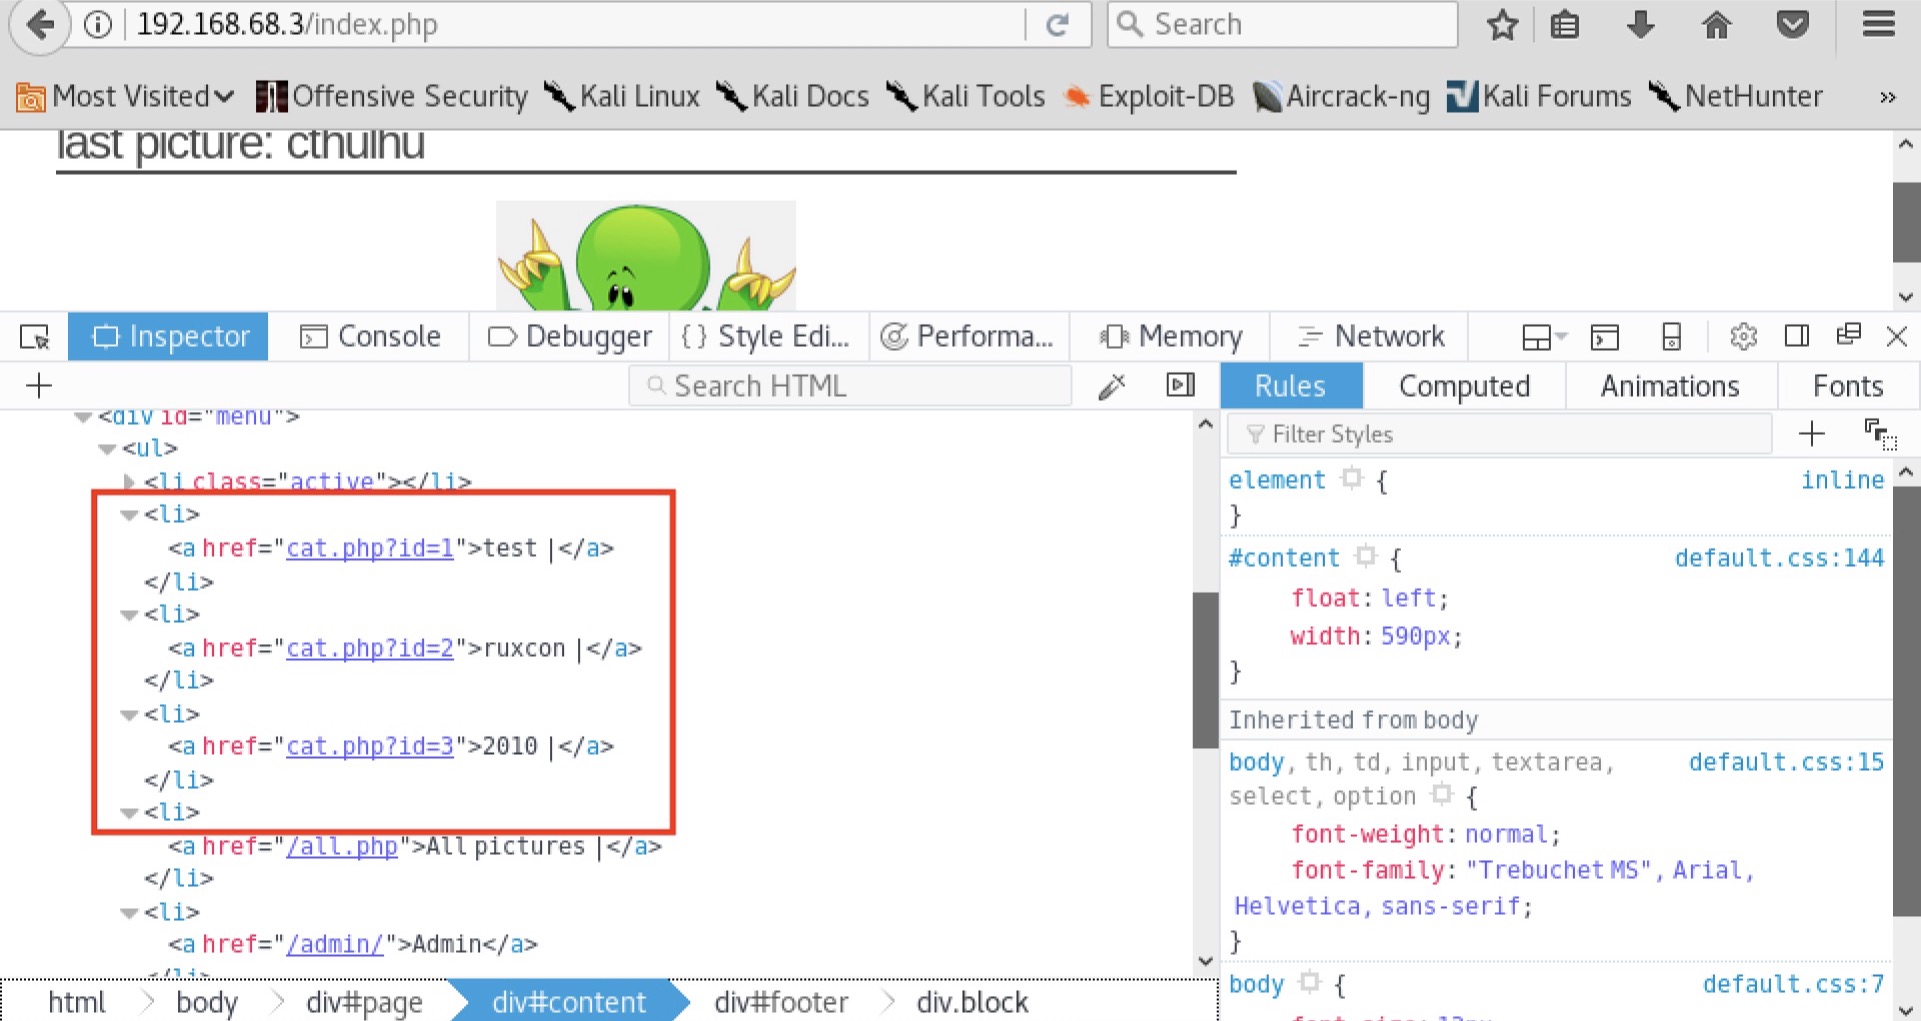 192.168.68.3/index.php
Search
Most Visited
Offensive Security
Kali Linux
Kali Docs
Kali Tools
Exploit-DB
Aircrack-ng
Kali Forums
NetHunter
»
last picture: cthulhu
Inspector
Console
Debugger
{ } Style Edi...
Performa...
Memory
Network
Search HTML
Rules
Computed
Animations
Fonts
<div id="menu">
<ul>
<li class="active"></li>
<li>
<a href="cat.php?id=1">test |</a>
</li>
<li>
<a href="cat.php?id=2">ruxcon |</a>
</li>
<li>
<a href="cat.php?id=3">2010 |</a>
</li>
<li>
<a href="/all.php">All pictures |</a>
</li>
<li>
<a href="/admin/">Admin</a>
</li>
Filter Styles
element { inline
}
#content { default.css:144
float: left;
width: 590px;
}
Inherited from body
body, th, td, input, textarea, default.css:15
select, option {
font-weight: normal;
font-family: "Trebuchet MS", Arial,
Helvetica, sans-serif;
}
body { default.css:7
html
body
div#page
div#content
div#footer
div.block